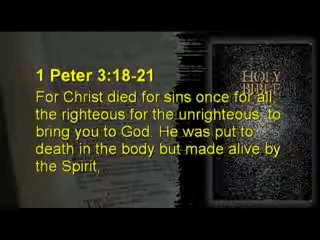 1 Peter 3:18-21
For Christ died for sins once for all,
the righteous for the unrighteous, to
bring you to God. He was put to
death in the body but made alive by
the Spirit,
HOLY
BIBLE